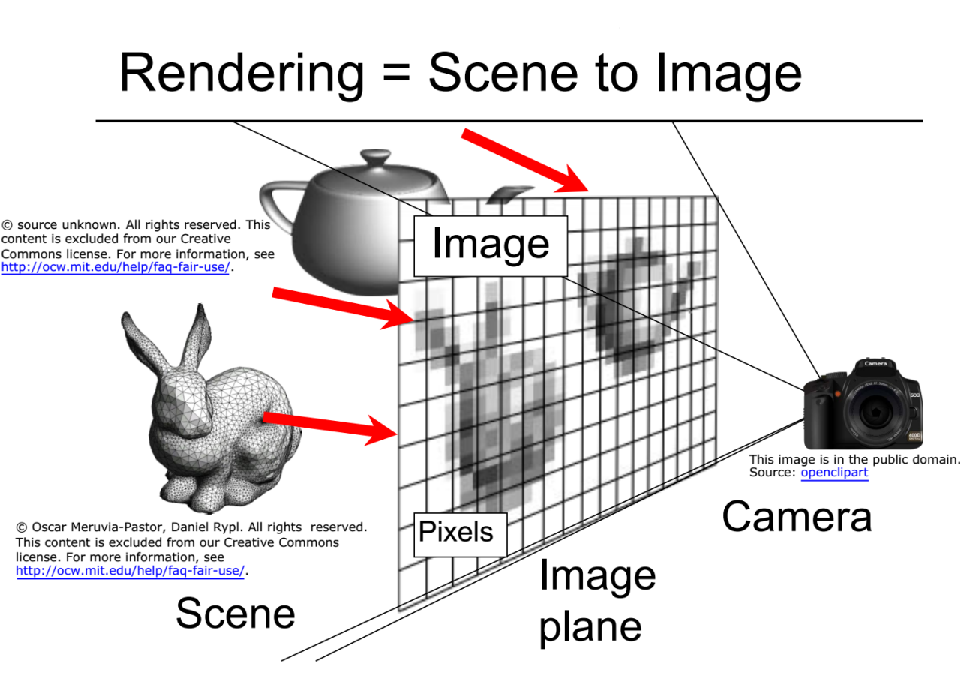 Rendering = Scene to Image
© source unknown. All rights reserved. This
content is excluded from our Creative
Commons license. For more information, see
http://ocw.mit.edu/help/faq-fair-use/.
Image
Camera
This image is in the public domain.
Source: openclipart
Camera
Pixels
© Oscar Meruvia-Pastor, Daniel Rypl. All rights reserved.
This content is excluded from our Creative Commons
license. For more information, see
http://ocw.mit.edu/help/faq-fair-use/.
Image
plane
Scene